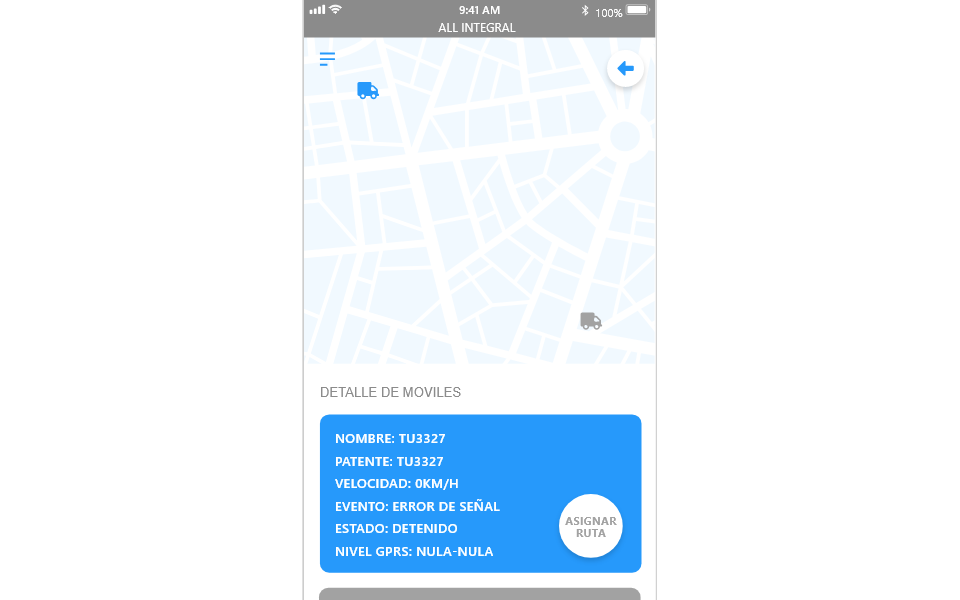 9:41 AM
100%
ALL INTEGRAL
DETALLE DE MOVILES
NOMBRE: TU3327
PATENTE: TU3327
VELOCIDAD: 0KM/H
EVENTO: ERROR DE SEÑAL
ESTADO: DETENIDO
NIVEL GPRS: NULA-NULA
ASIGNAR
RUTA